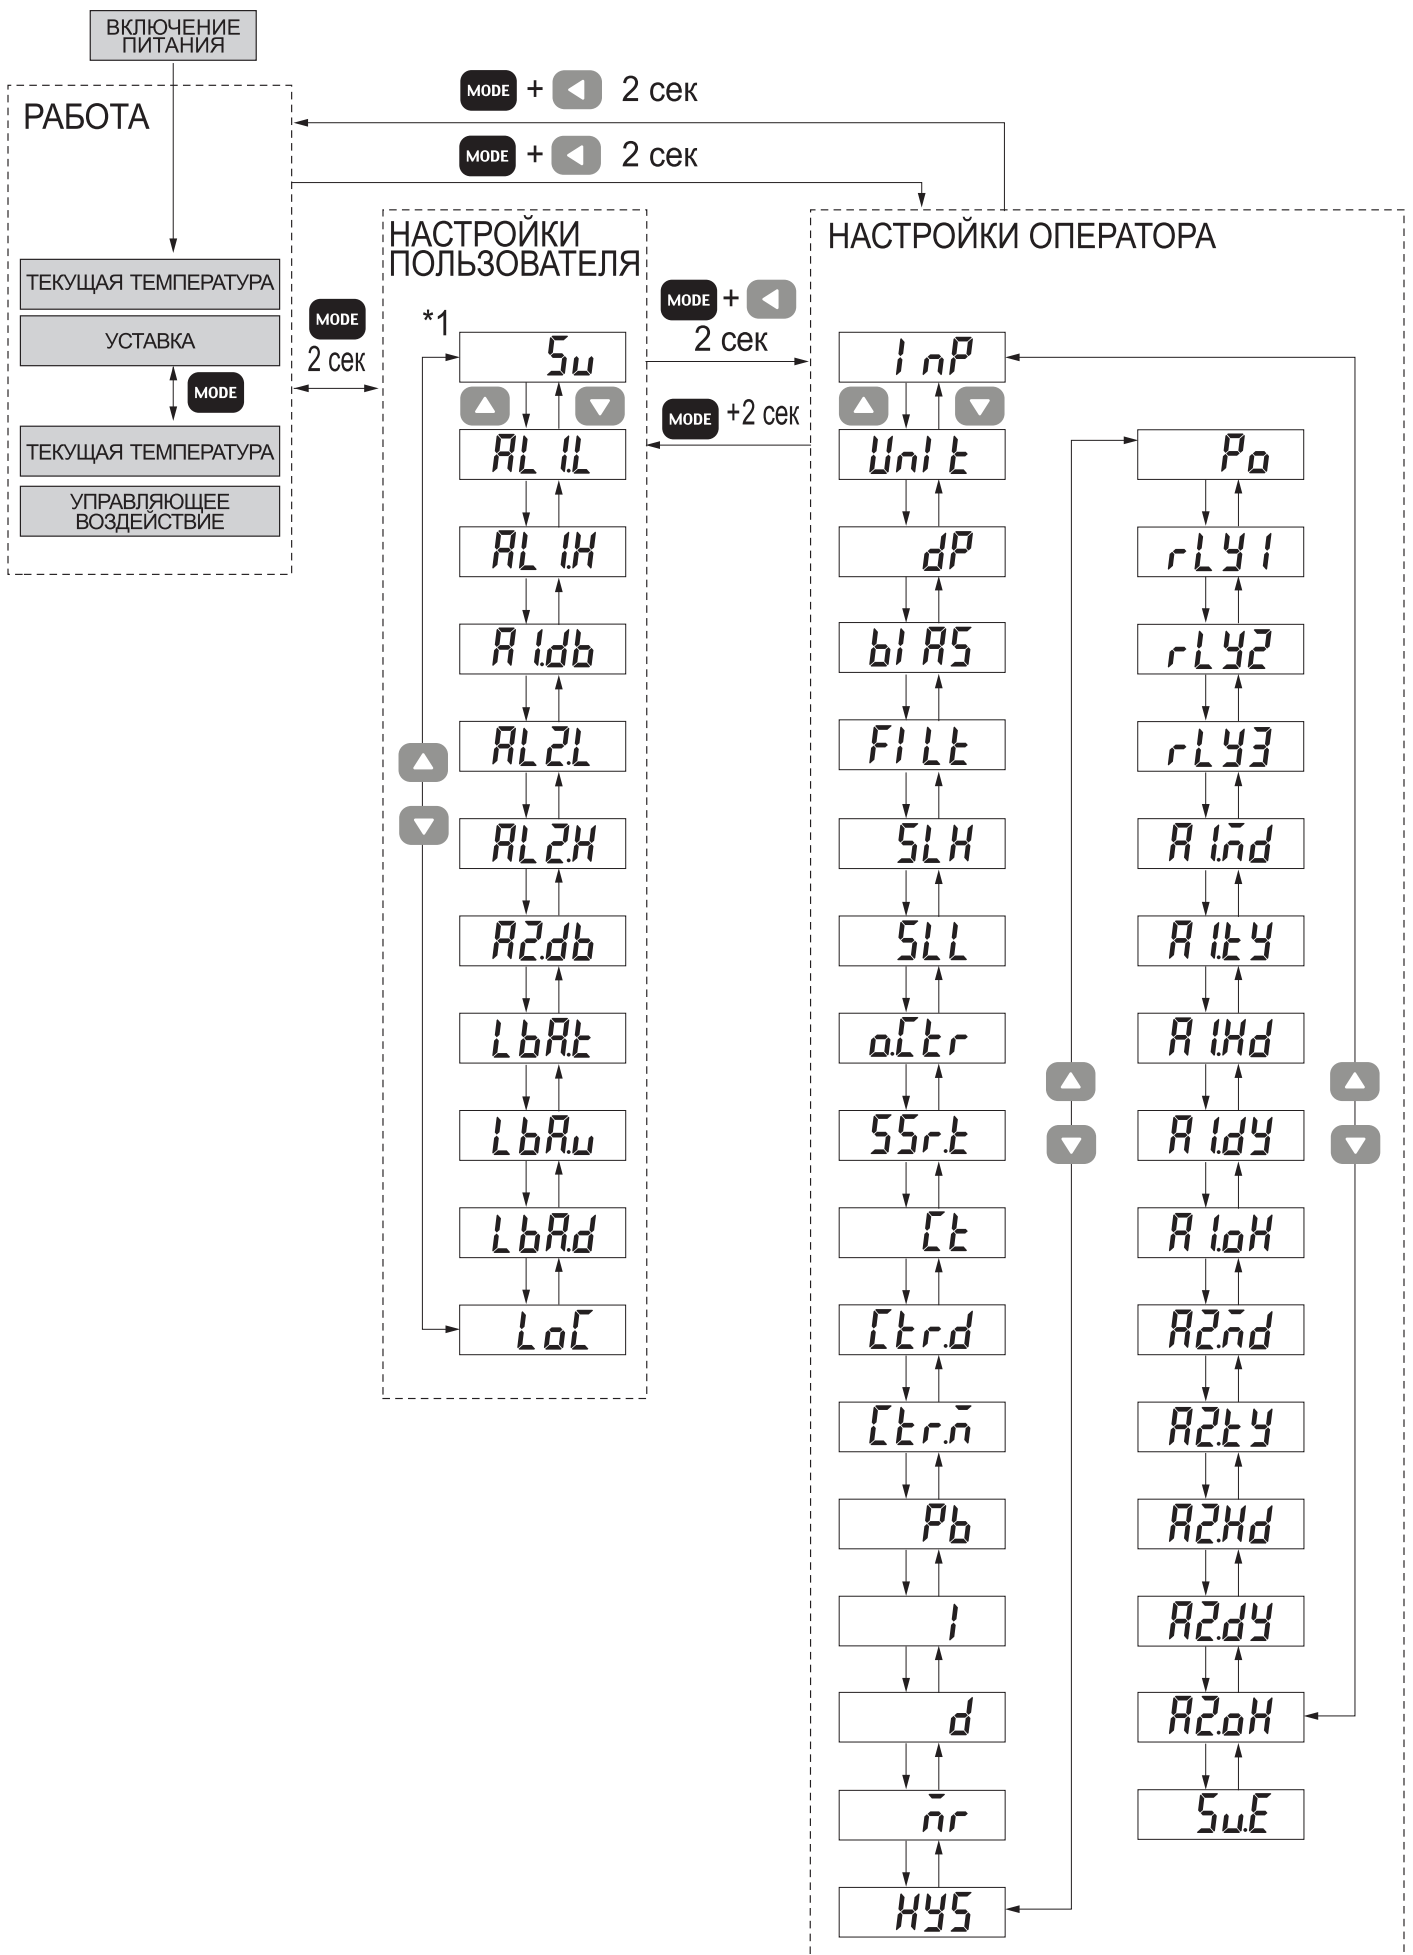 ВКЛЮЧЕНИЕ
ПИТАНИЯ
РАБОТА
MODE + 2 сек
MODE + 2 сек
ТЕКУЩАЯ ТЕМПЕРАТУРА
УСТАВКА
MODE
ТЕКУЩАЯ ТЕМПЕРАТУРА
УПРАВЛЯЮЩЕЕ
ВОЗДЕЙСТВИЕ
MODE
2 сек
НАСТРОЙКИ
ПОЛЬЗОВАТЕЛЯ
*1
Su
AL1.L
AL1.H
A1.db
AL2.L
AL2.H
A2.db
LbA.t
LbA.u
LbA.d
LoC
MODE +
2 сек
MODE +2 сек
НАСТРОЙКИ ОПЕРАТОРА
InP
UnIt
dP
bIAS
FILt
SLH
SLL
o.Ctr
SSr.t
Ct
Ctr.d
Ctr.n̄
Pb
I
d
n̄r
HYS
Po
rLY1
rLY2
rLY3
A1.n̄d
A1.tY
A1.Hd
A1.dY
A1.oH
A2.n̄d
A2.tY
A2.Hd
A2.dY
A2.oH
Su.E